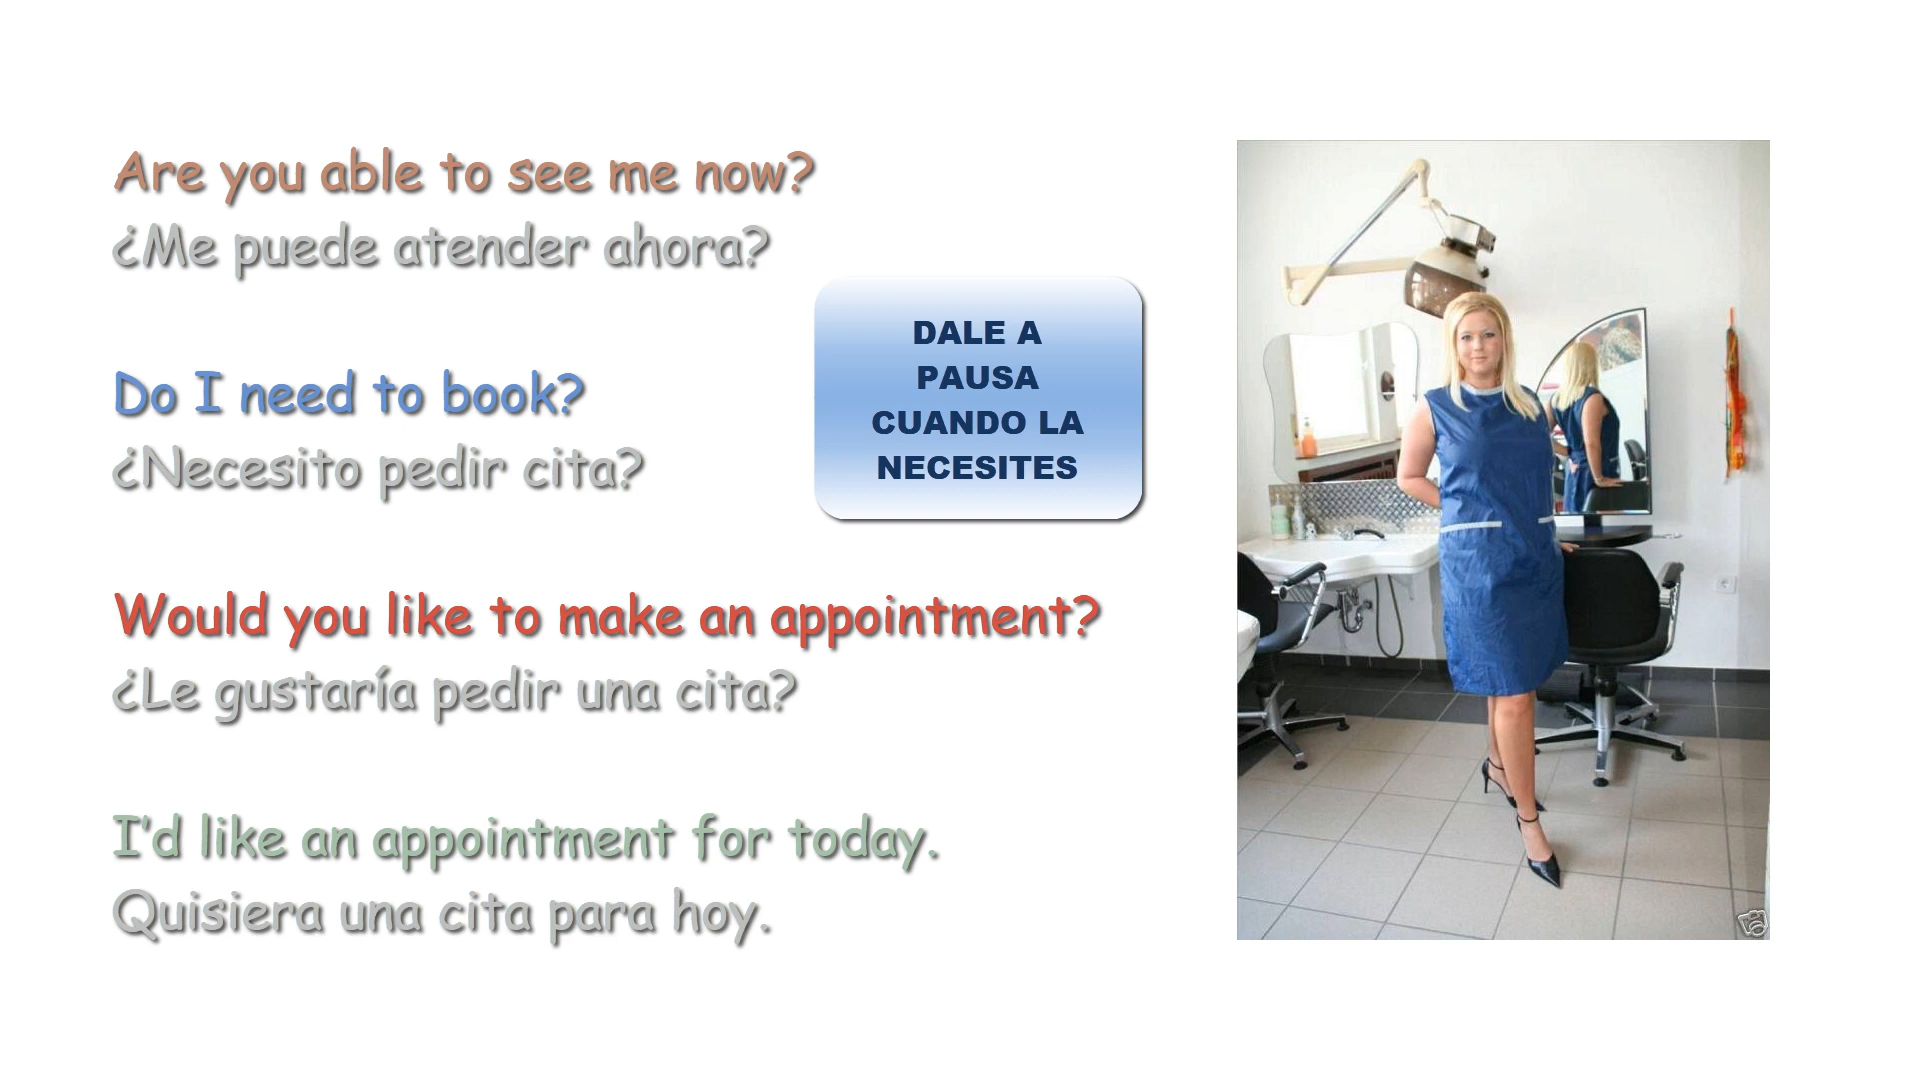 Are you able to see me now?
¿Me puede atender ahora?
DALE A
PAUSA
CUANDO LA
NECESITES
Do I need to book?
¿Necesito pedir cita?
Would you like to make an appointment?
¿Le gustaría pedir una cita?
I'd like an appointment for today.
Quisiera una cita para hoy.